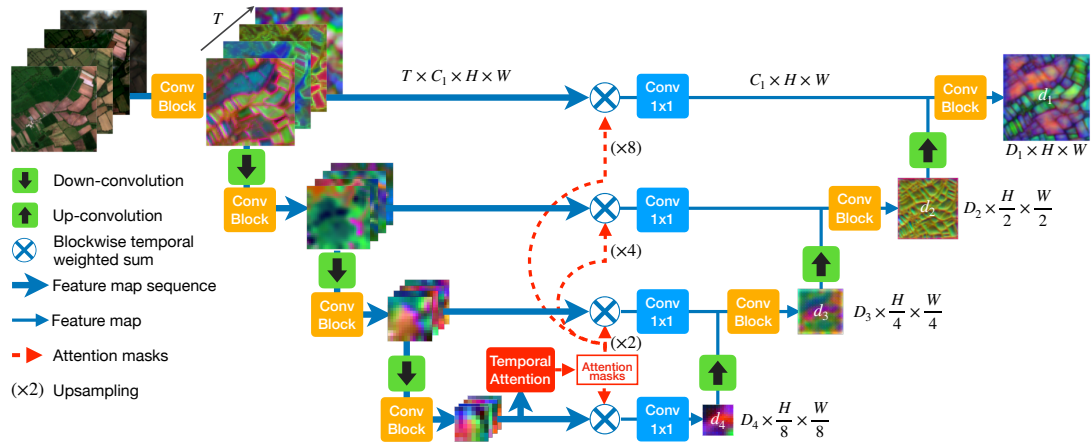 T
T × C₁ × H × W
C₁ × H × W
Conv
Block
Conv
1x1
Conv
Block
d₁
D₁ × H × W
(×8)
Down-convolution
Up-convolution
Blockwise temporal
weighted sum
Feature map sequence
Feature map
Attention masks
(×2) Upsampling
Conv
Block
Conv
1x1
Conv
Block
d₂
D₂ × H/2 × W/2
(×4)
Conv
Block
Conv
1x1
Conv
Block
d₃
D₃ × H/4 × W/4
(×2)
Temporal
Attention
Attention
masks
Conv
Block
Conv
1x1
d₄
D₄ × H/8 × W/8